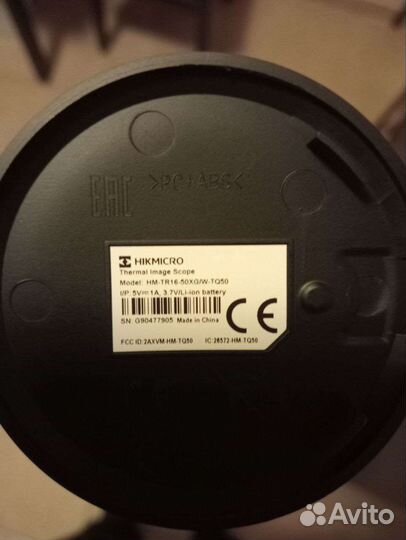 >PC+ABS<
EAC
HIKMICRO
Thermal Image Scope
Model: HM-TR16-50XG/W-TQ50
I/P: 5V⎓1A, 3.7V/Li-ion battery
SN: G90477905 Made in China
CE
FCC ID:2AXVM-HM-TQ50 IC:26572-HM-TQ50
Avito